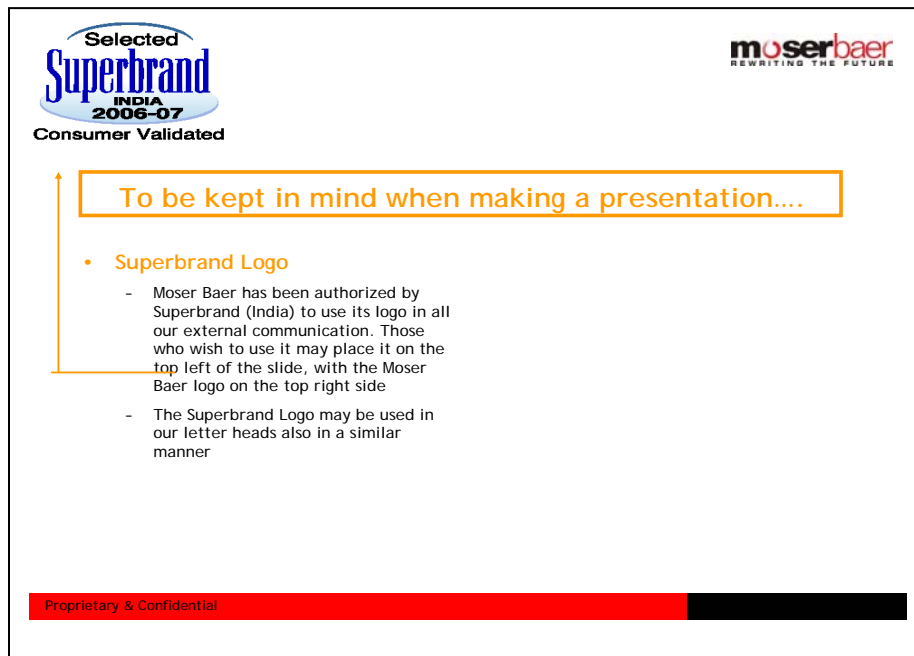 Selected
Superbrand
INDIA
2006-07
Consumer Validated
moserbaer
REWRITING THE FUTURE
To be kept in mind when making a presentation....
• Superbrand Logo
– Moser Baer has been authorized by
Superbrand (India) to use its logo in all
our external communication. Those
who wish to use it may place it on the
top left of the slide, with the Moser
Baer logo on the top right side
– The Superbrand Logo may be used in
our letter heads also in a similar
manner
Proprietary & Confidential